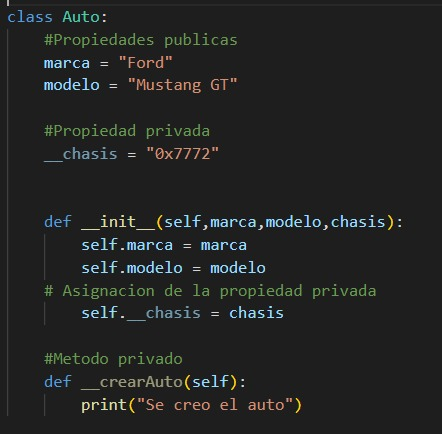 class Auto:
    #Propiedades publicas
    marca = "Ford"
    modelo = "Mustang GT"

    #Propiedad privada
    __chasis = "0x7772"


    def __init__(self,marca,modelo,chasis):
        self.marca = marca
        self.modelo = modelo
    # Asignacion de la propiedad privada
        self.__chasis = chasis

    #Metodo privado
    def __crearAuto(self):
        print("Se creo el auto")